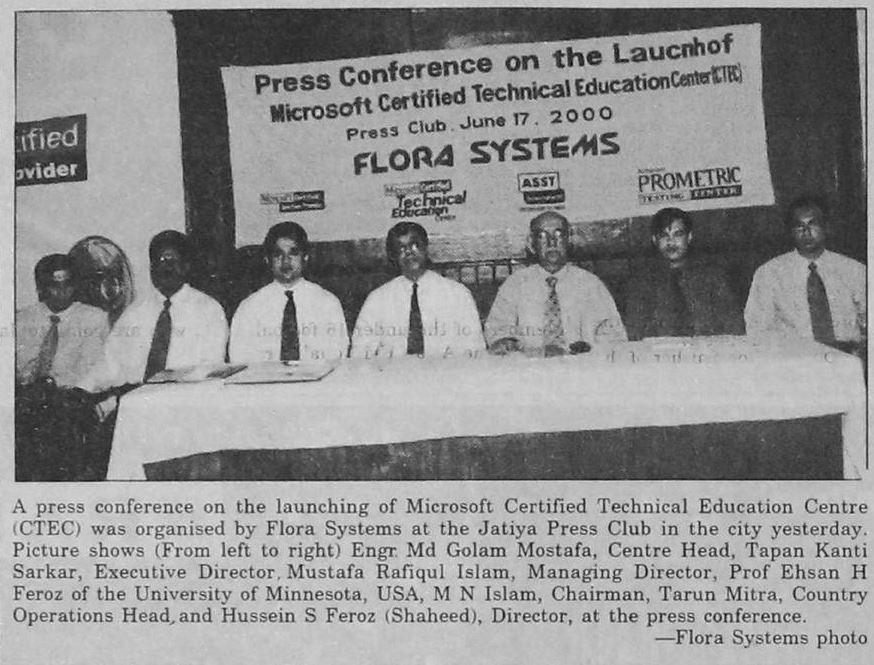 ified
ovider
Press Conference on the Laucnhof
Microsoft Certified Technical Education Center (CTEC)
Press Club. June 17. 2000
FLORA SYSTEMS
Microsoft Certified
Technical
Education
Center
ASST
PROMETRIC
TESTING CENTER
A press conference on the launching of Microsoft Certified Technical Education Centre
(CTEC) was organised by Flora Systems at the Jatiya Press Club in the city yesterday.
Picture shows (From left to right) Engr. Md Golam Mostafa, Centre Head, Tapan Kanti
Sarkar, Executive Director, Mustafa Rafiqul Islam, Managing Director, Prof Ehsan H
Feroz of the University of Minnesota, USA, M N Islam, Chairman, Tarun Mitra, Country
Operations Head, and Hussein S Feroz (Shaheed), Director, at the press conference.
—Flora Systems photo